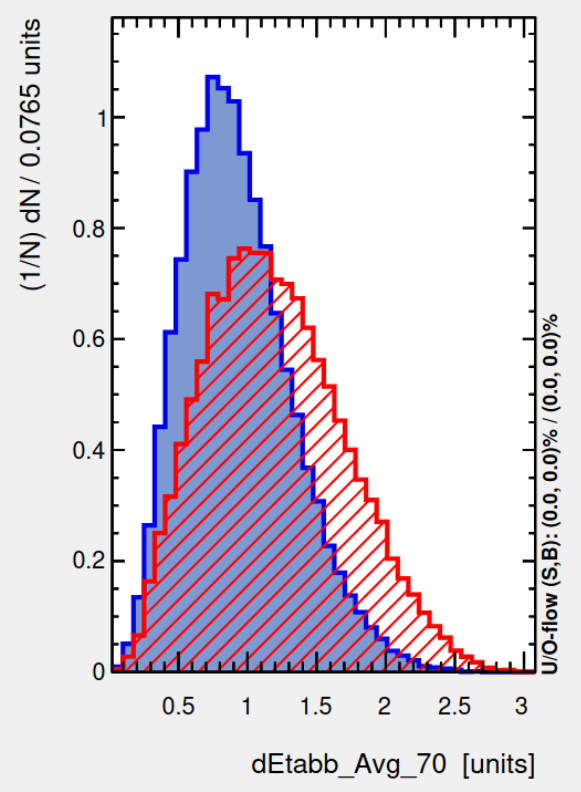 (1/N) dN / 0.0765 units
1
0.8
0.6
0.4
0.2
0
0.5 1 1.5 2 2.5 3
dEtabb_Avg_70 [units]
U/O-flow (S,B): (0.0, 0.0)% / (0.0, 0.0)%